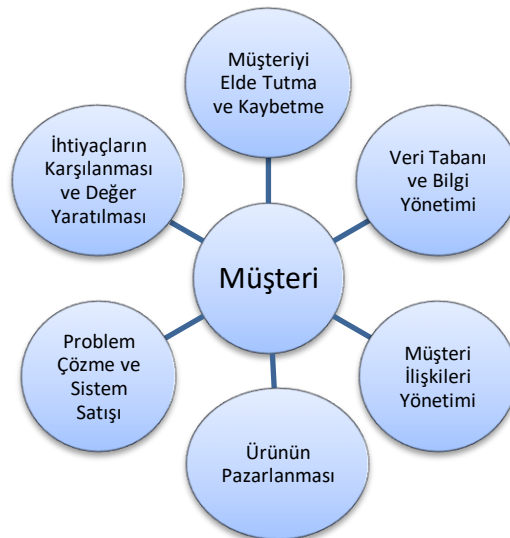 Müşteriyi
Elde Tutma
ve Kaybetme
Veri Tabanı
ve Bilgi
Yönetimi
Müşteri
İlişkileri
Yönetimi
Ürünün
Pazarlanması
Problem
Çözme ve
Sistem
Satışı
İhtiyaçların
Karşılanması
ve Değer
Yaratılması
Müşteri